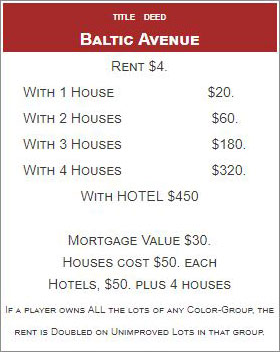 TITLE DEED
BALTIC AVENUE
RENT $4.
WITH 1 HOUSE $20.
WITH 2 HOUSES $60.
WITH 3 HOUSES $180.
WITH 4 HOUSES $320.
WITH HOTEL $450
MORTGAGE VALUE $30.
HOUSES COST $50. EACH
HOTELS, $50. PLUS 4 HOUSES
IF A PLAYER OWNS ALL THE LOTS OF ANY COLOR-GROUP, THE
RENT IS DOUBLED ON UNIMPROVED LOTS IN THAT GROUP.